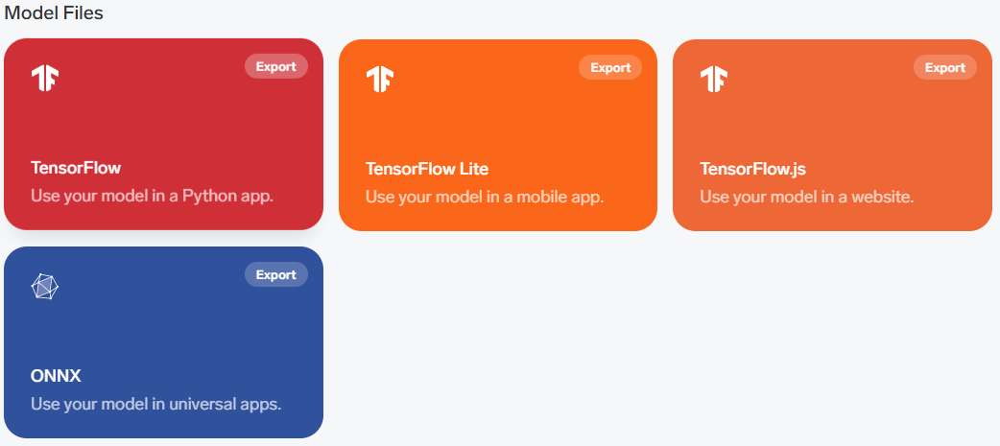 Model Files
Export
TensorFlow
Use your model in a Python app.
Export
TensorFlow Lite
Use your model in a mobile app.
Export
TensorFlow.js
Use your model in a website.
Export
ONNX
Use your model in universal apps.